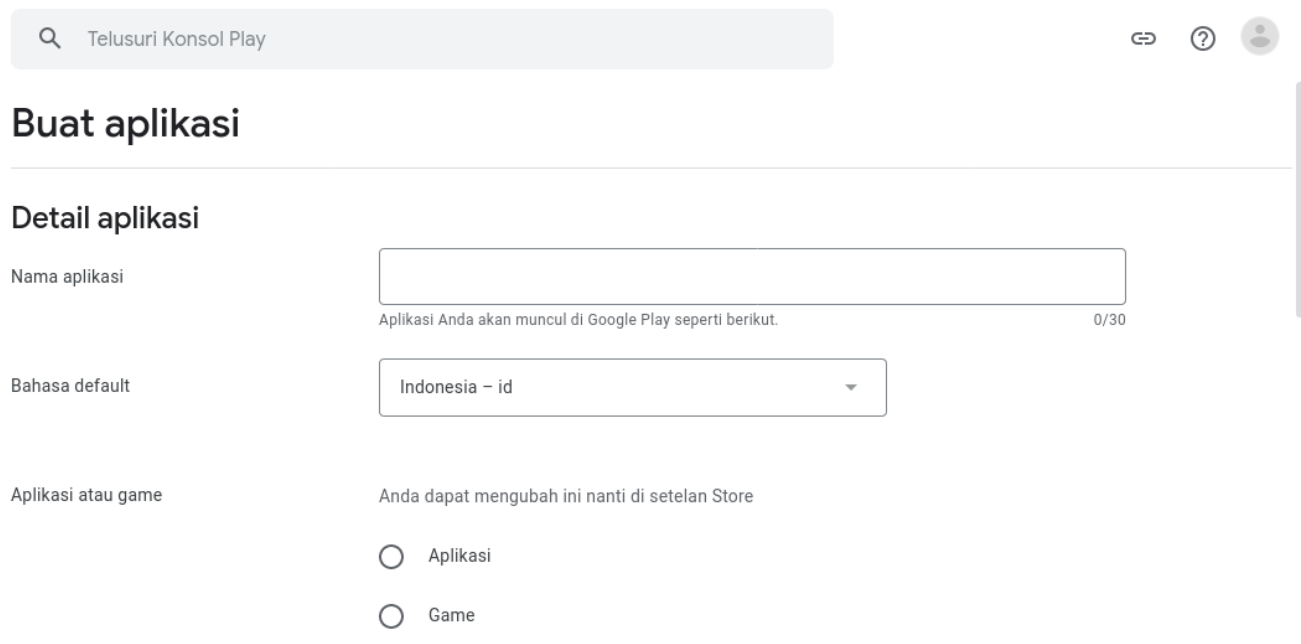 Telusuri Konsol Play
Buat aplikasi
Detail aplikasi
Nama aplikasi
Aplikasi Anda akan muncul di Google Play seperti berikut.
0/30
Bahasa default
Indonesia – id
Aplikasi atau game
Anda dapat mengubah ini nanti di setelan Store
Aplikasi
Game